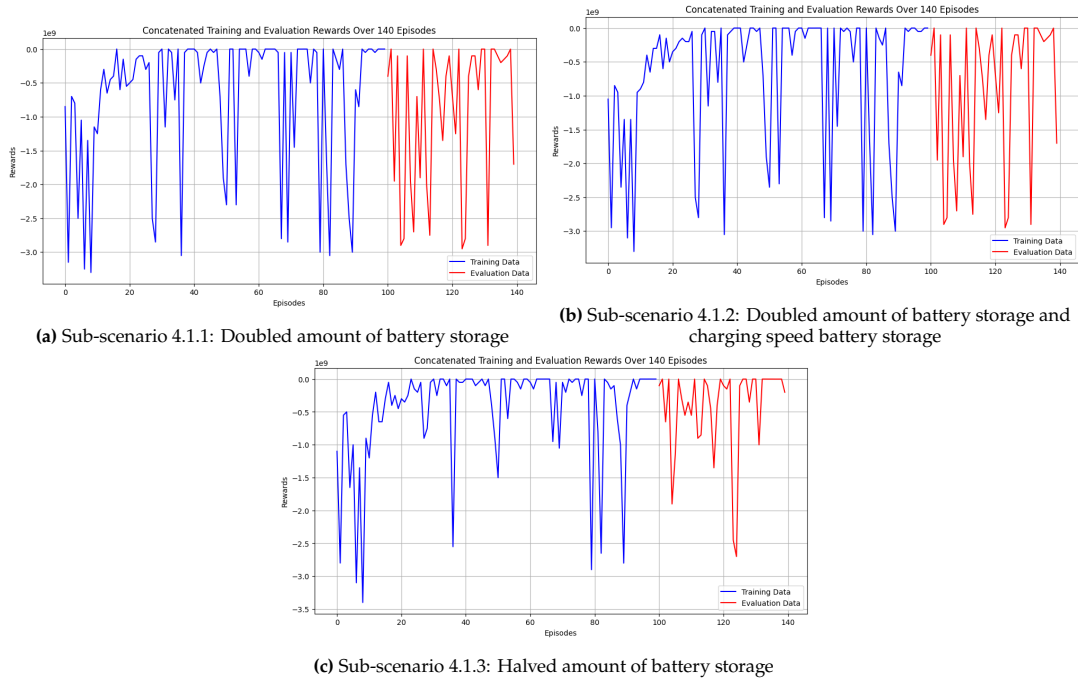 1e9
Concatenated Training and Evaluation Rewards Over 140 Episodes
0.0
−0.5
−1.0
−1.5
−2.0
−2.5
−3.0
Rewards
Training Data
Evaluation Data
0 20 40 60 80 100 120 140
Episodes
(a) Sub-scenario 4.1.1: Doubled amount of battery storage
1e9
Concatenated Training and Evaluation Rewards Over 140 Episodes
0.0
−0.5
−1.0
−1.5
−2.0
−2.5
−3.0
Rewards
Training Data
Evaluation Data
0 20 40 60 80 100 120 140
Episodes
(b) Sub-scenario 4.1.2: Doubled amount of battery storage and
charging speed battery storage
1e9
Concatenated Training and Evaluation Rewards Over 140 Episodes
0.0
−0.5
−1.0
−1.5
−2.0
−2.5
−3.0
−3.5
Rewards
Training Data
Evaluation Data
0 20 40 60 80 100 120 140
Episodes
(c) Sub-scenario 4.1.3: Halved amount of battery storage